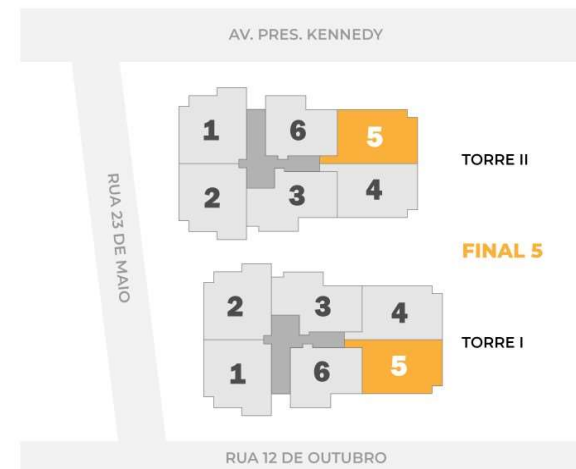 AV. PRES. KENNEDY
1
6
5
TORRE II
2
3
4
RUA 23 DE MAIO
FINAL 5
2
3
4
TORRE I
1
6
5
RUA 12 DE OUTUBRO